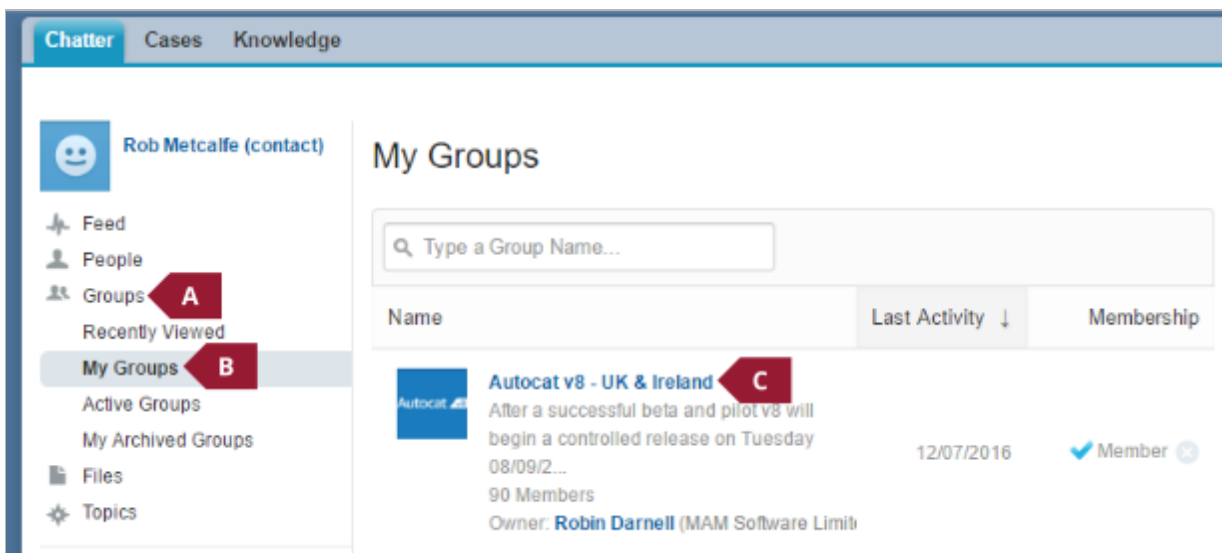 Chatter Cases Knowledge
Rob Metcalfe (contact)
Feed
People
Groups A
Recently Viewed
My Groups B
Active Groups
My Archived Groups
Files
Topics
My Groups
Type a Group Name...
Name Last Activity ↓ Membership
Autocat
Autocat v8 - UK & Ireland C
After a successful beta and pilot v8 will
begin a controlled release on Tuesday
08/09/2...
90 Members
Owner: Robin Darnell (MAM Software Limit
12/07/2016
Member